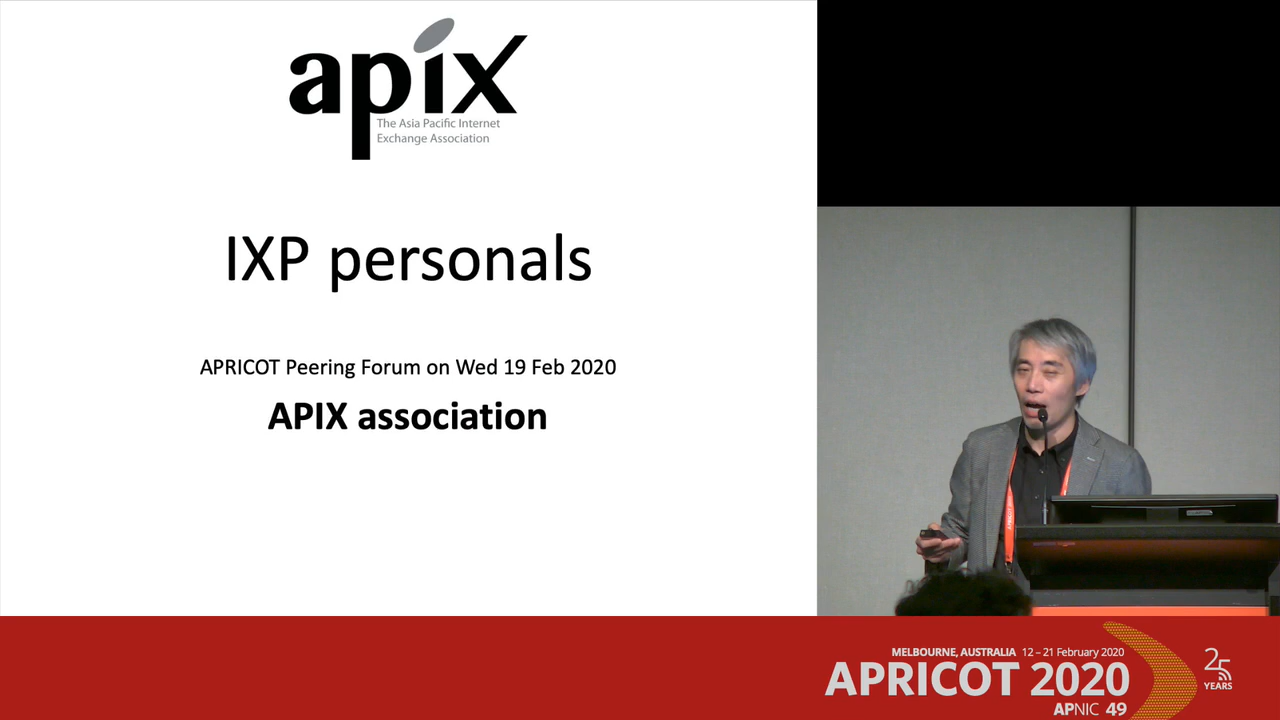 apix
The Asia Pacific Internet
Exchange Association
IXP personals
APRICOT Peering Forum on Wed 19 Feb 2020
APIX association
MELBOURNE, AUSTRALIA 12 – 21 February 2020
APRICOT 2020
APNIC 49
25
YEARS